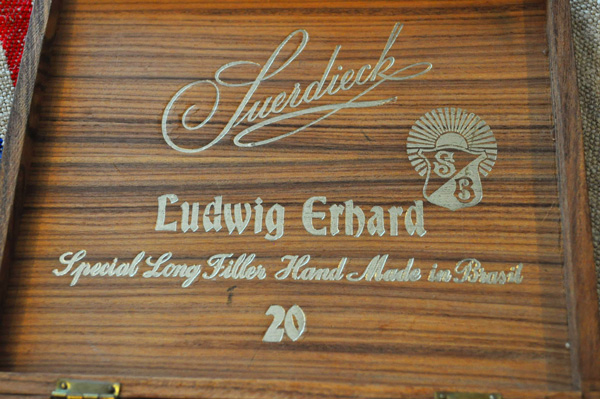 Suerdieck
S
B
Ludwig Erhard
Special Long Filler Hand Made in Brasil
20